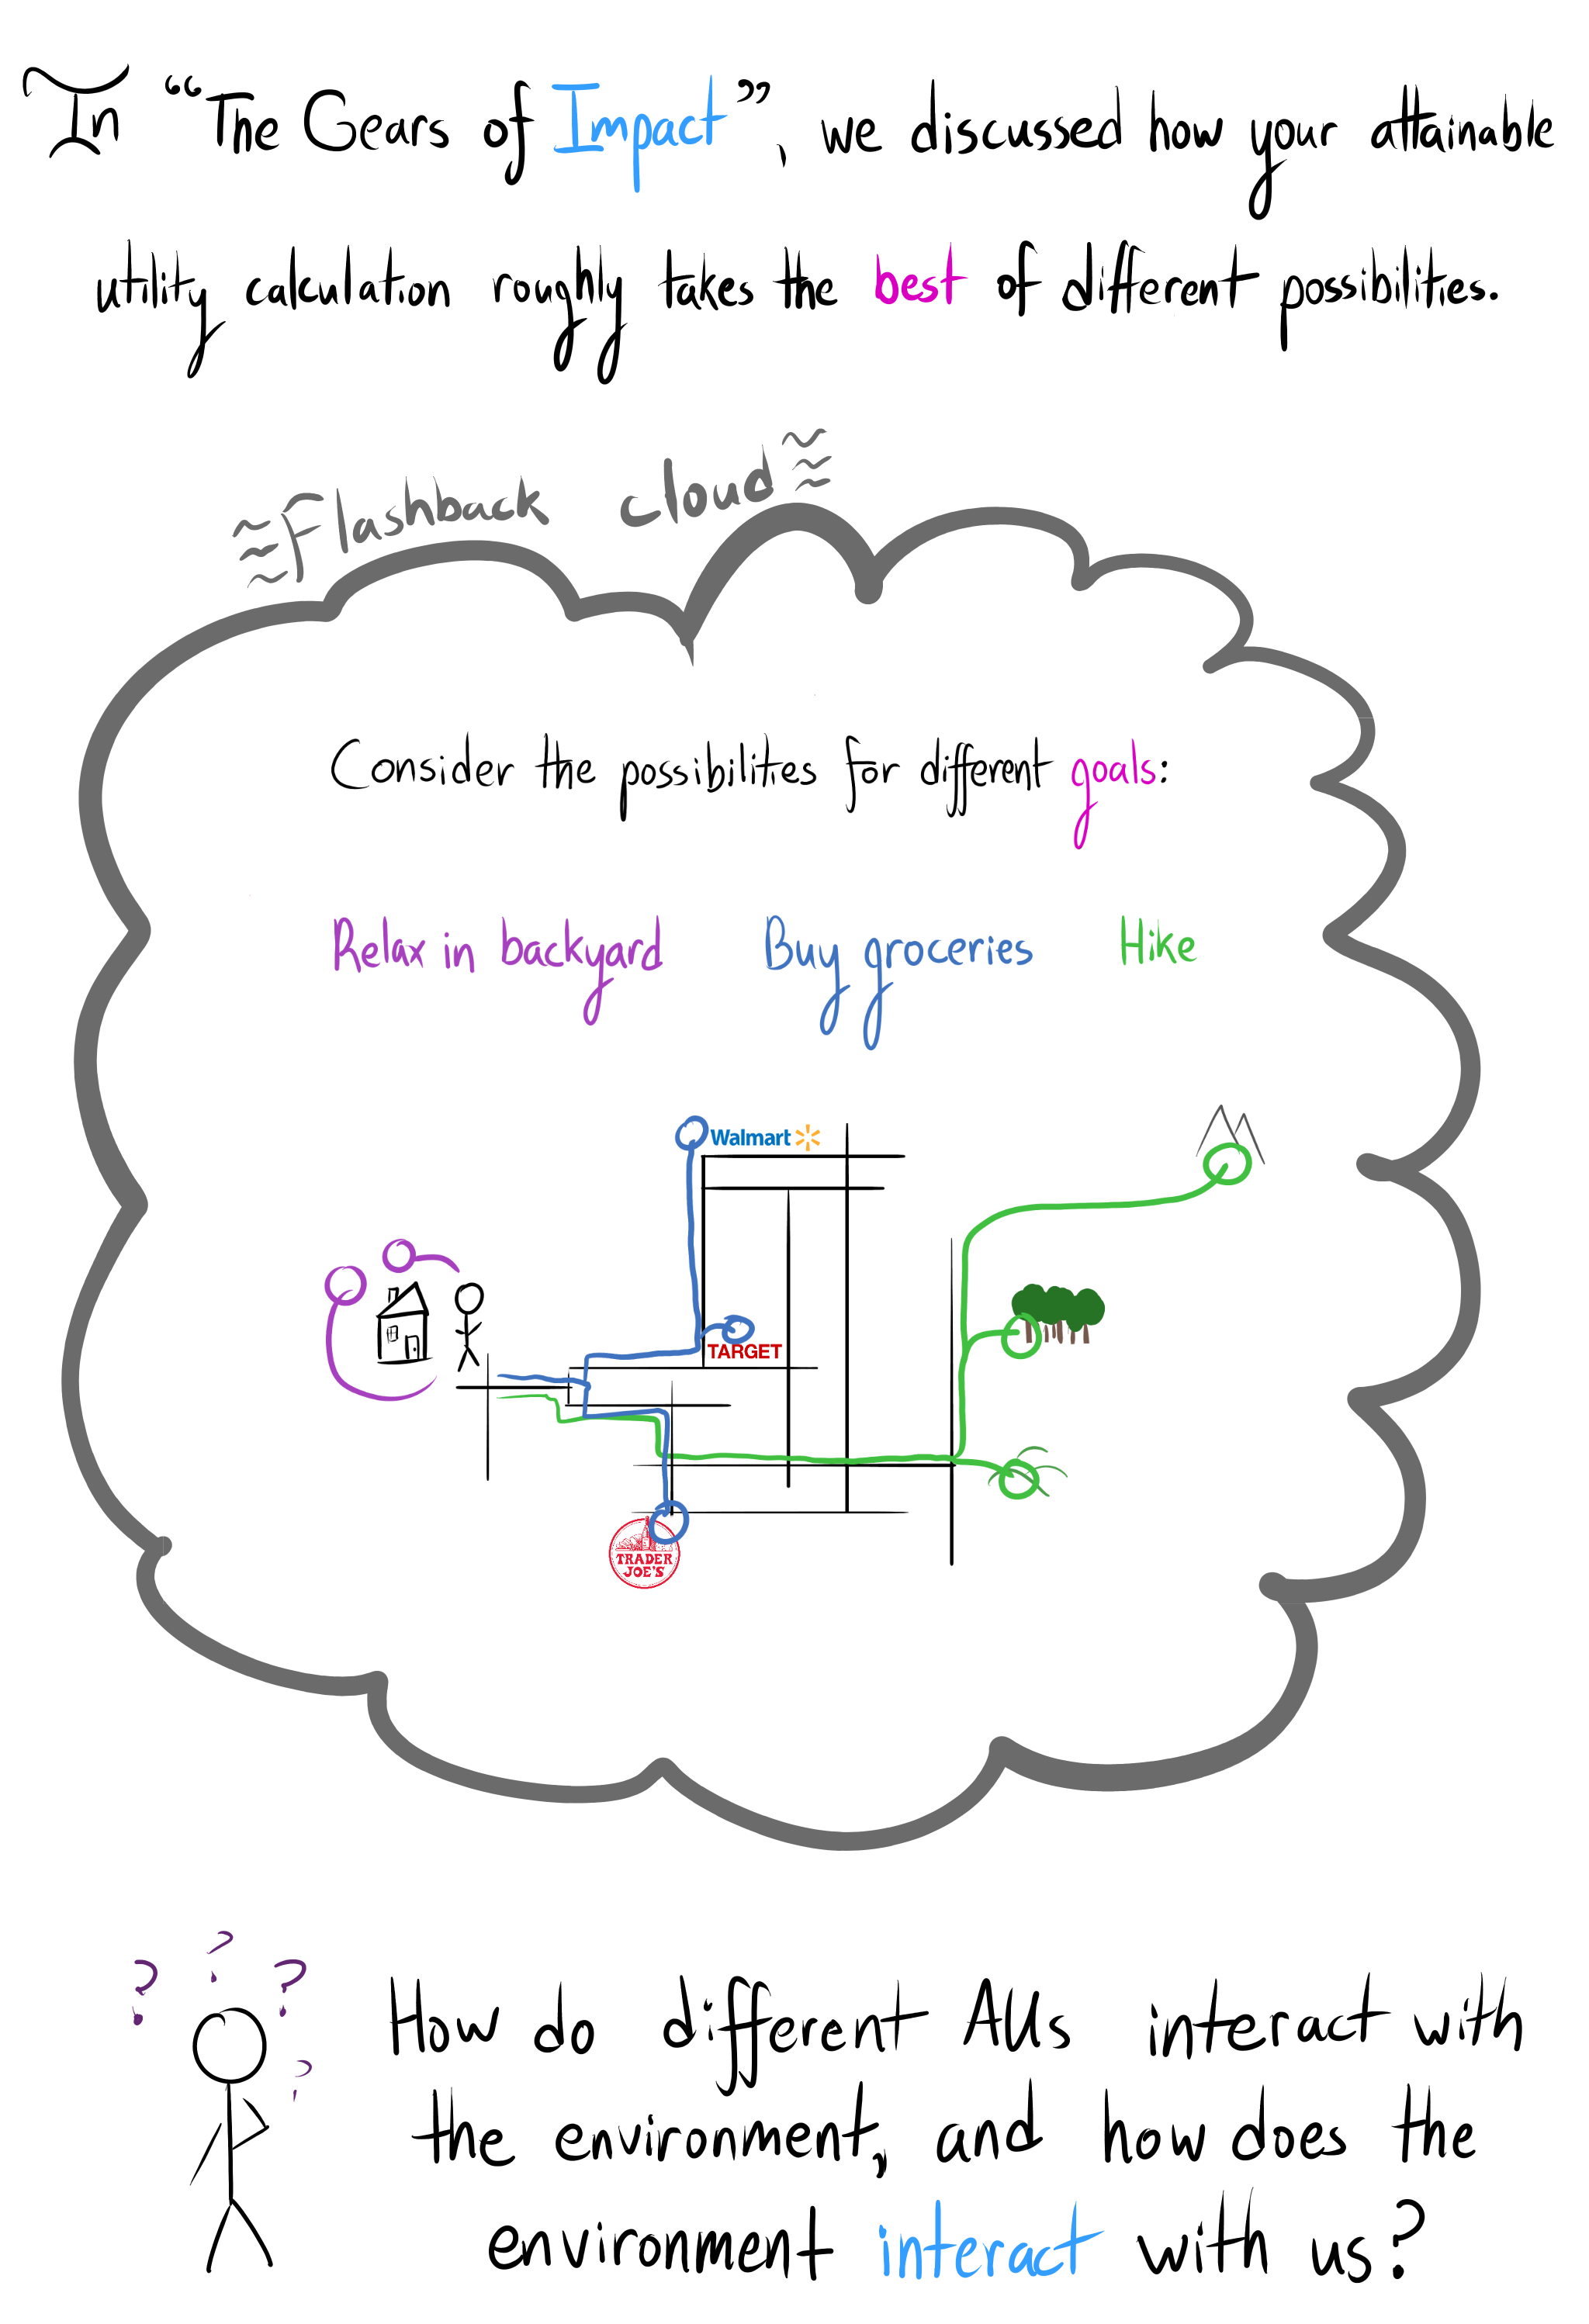 In “The Gears of Impact”, we discussed how your attainable
utility calculation roughly takes the best of different possibilities.
≈Flashback cloud≈
Consider the possibilities for different goals:
Relax in backyard Buy groceries Hike
Walmart
TARGET
TRADER
JOE'S
? ? ? ?
How do different AUs interact with
the environment, and how does the
environment interact with us?